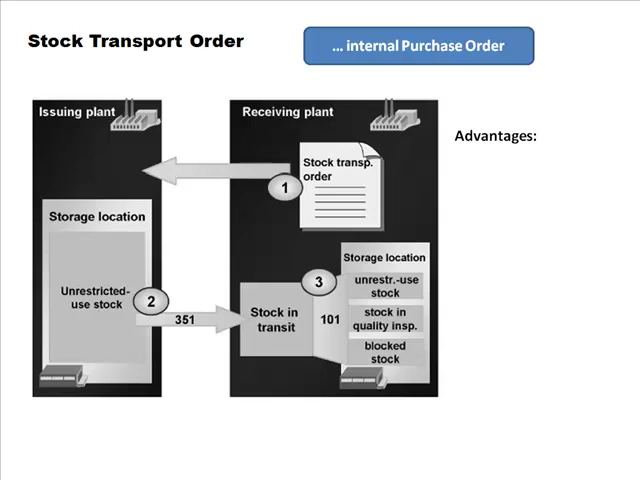 Stock Transport Order
... internal Purchase Order
Issuing plant
Receiving plant
Advantages:
Stock transp.
order
1
Storage location
Unrestricted-
use stock
2
351
Stock in
transit
3
101
Storage location
unrestr.-use
stock
stock in
quality insp.
blocked
stock